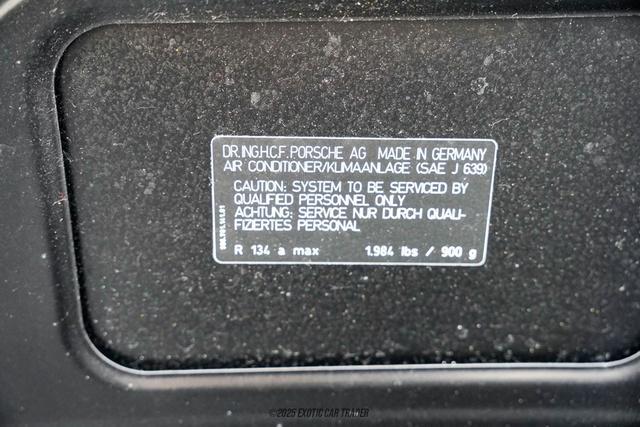 DR.ING.H.C.F. PORSCHE AG MADE IN GERMANY
AIR CONDITIONER/KLIMAANLAGE (SAE J 639)
CAUTION: SYSTEM TO BE SERVICED BY
QUALIFIED PERSONNEL ONLY
ACHTUNG: SERVICE NUR DURCH QUALI-
FIZIERTES PERSONAL
R 134 a max 1.984 lbs / 900 g
©2025 EXOTIC CAR TRADER